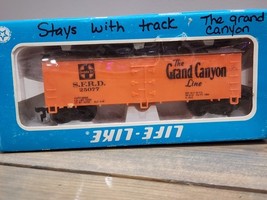 Stays with track The grand
canyon
The
Grand Canyon
Line
S.F.R.D.
LIFE-LIKE